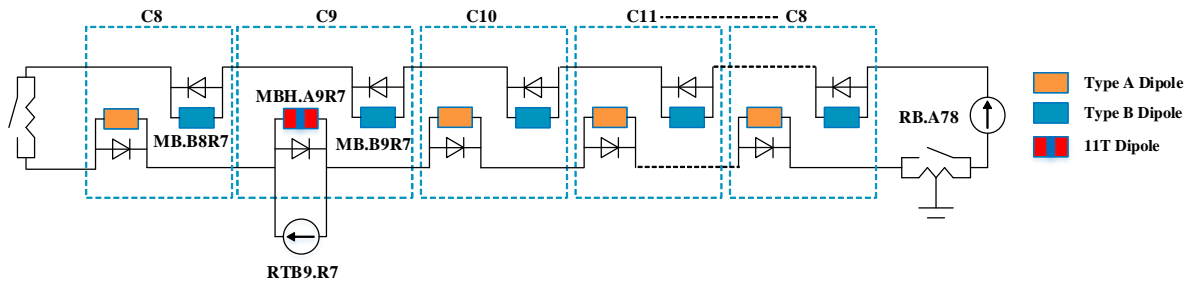 C8
C9
C10
C11
C8
MBH.A9R7
MB.B8R7
MB.B9R7
RB.A78
RTB9.R7
Type A Dipole
Type B Dipole
11T Dipole